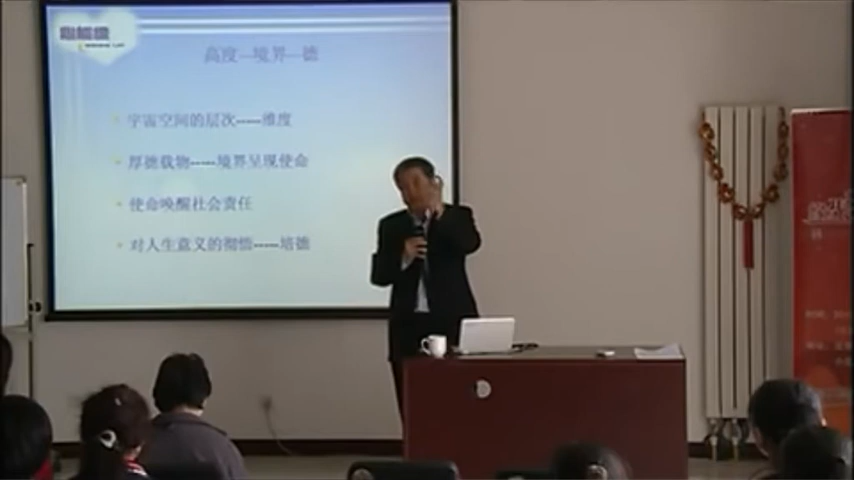 高度—境界—德
宇宙空间的层次-----维度
厚德载物-----境界呈现使命
使命唤醒社会责任
对人生意义的彻悟-----培德